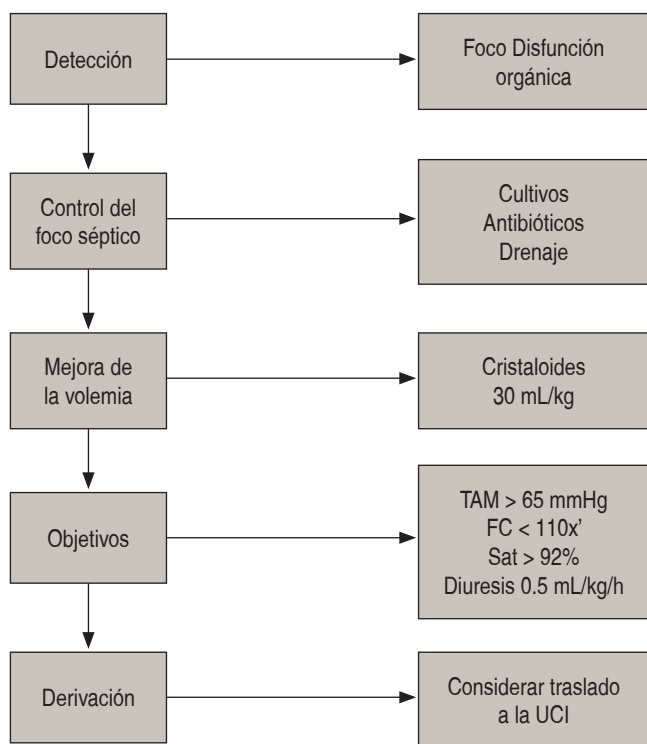 Detección
Foco Disfunción
orgánica
Control del
foco séptico
Cultivos
Antibióticos
Drenaje
Mejora de
la volemia
Cristaloides
30 mL/kg
Objetivos
TAM > 65 mmHg
FC < 110x’
Sat > 92%
Diuresis 0.5 mL/kg/h
Derivación
Considerar traslado
a la UCI